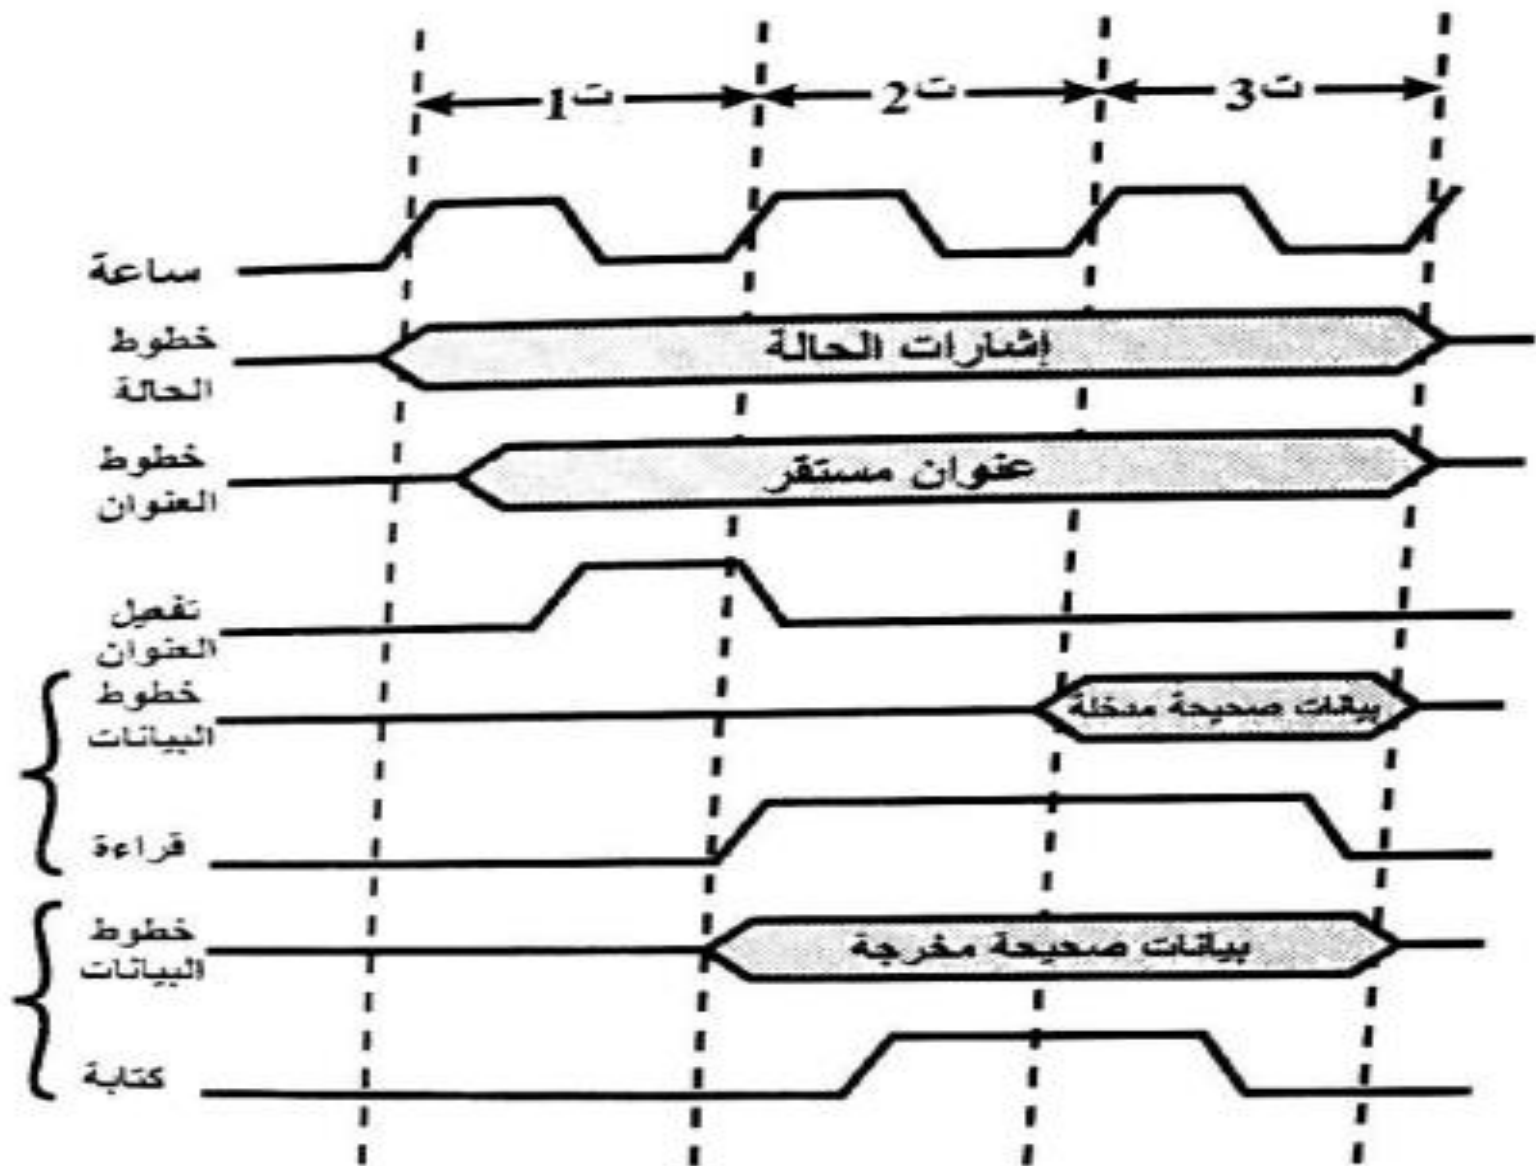 ت1
ت2
ت3
ساعة
خطوط
الحالة
إشارات الحالة
خطوط
العنوان
عنوان مستقر
تفعيل
العنوان
خطوط
البيانات
بيانات صحيحة مدخلة
قراءة
خطوط
البيانات
بيانات صحيحة مخرجة
كتابة